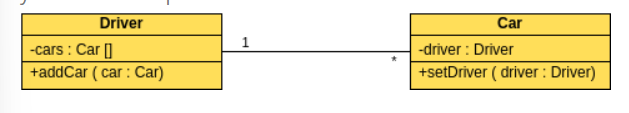 Driver
-cars : Car []
+addCar ( car : Car)
1
*
Car
-driver : Driver
+setDriver ( driver : Driver)